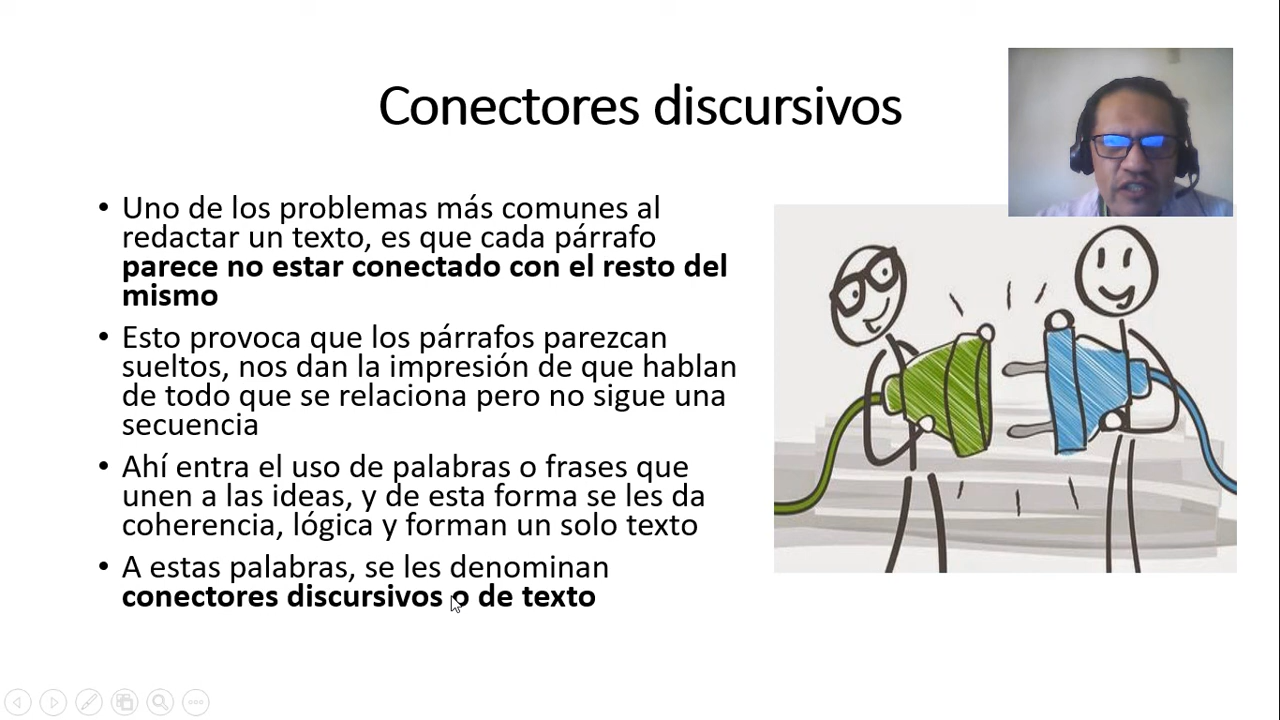 Conectores discursivos
• Uno de los problemas más comunes al
redactar un texto, es que cada párrafo
parece no estar conectado con el resto del
mismo
• Esto provoca que los párrafos parezcan
sueltos, nos dan la impresión de que hablan
de todo que se relaciona pero no sigue una
secuencia
• Ahí entra el uso de palabras o frases que
unen a las ideas, y de esta forma se les da
coherencia, lógica y forman un solo texto
• A estas palabras, se les denominan
conectores discursivos o de texto